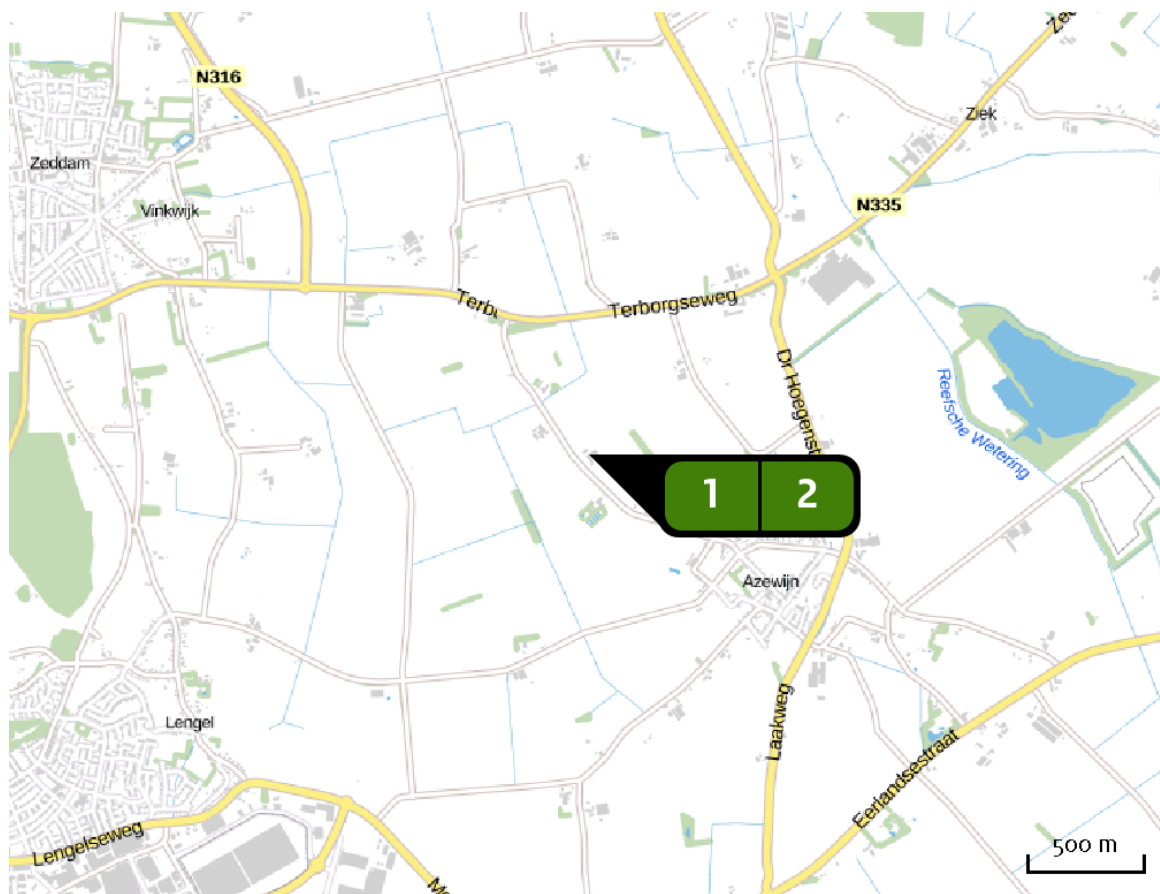 N316
Ziek
Zeddam
Vinkwijk
N335
Terborgseweg
Dr Hoegenst
Reefsche Wetering
1 2
Azewijn
Laakweg
Lengel
Eerlandsestraat
Lengelseweg
500 m